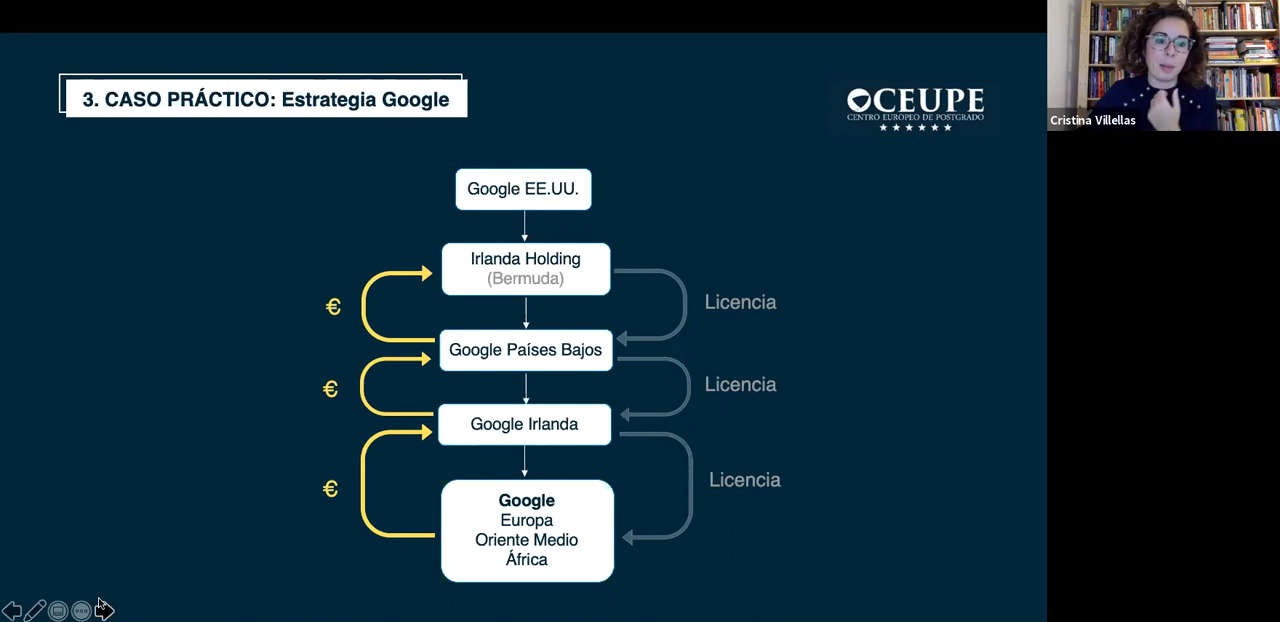 3. CASO PRÁCTICO: Estrategia Google
CEUPE
CENTRO EUROPEO DE POSTGRADO
Cristina Villellas
Google EE.UU.
Irlanda Holding
(Bermuda)
€
Licencia
Google Países Bajos
€
Licencia
Google Irlanda
€
Licencia
Google
Europa
Oriente Medio
África